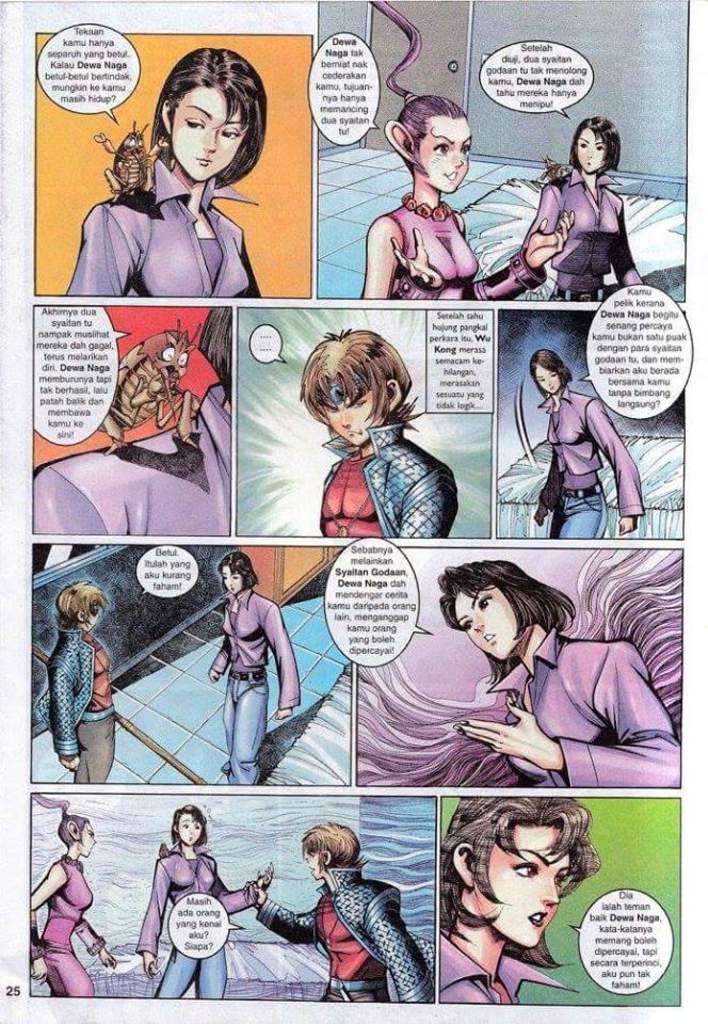 Tekaan
kamu hanya
separuh yang betul.
Kalau Dewa Naga
betul-betul bertindak,
mungkin ke kamu
masih hidup?
Dewa
Naga tak
berniat nak
cederakan
kamu, tujuan-
nya hanya
memancing
dua syaitan
tu!
Setelah
diuji, dua syaitan
godaan tu tak menolong
kamu, Dewa Naga dah
tahu mereka hanya
menipu!
Akhirnya dua
syaitan tu
nampak muslihat
mereka dah gagal,
terus melarikan
diri. Dewa Naga
memburunya tapi
tak berhasil, lalu
patah balik dan
membawa
kamu ke
sini!
....
....
Setelah tahu
hujung pangkal
perkara itu, Wu
Kong merasa
semacam ke-
hilangan,
merasakan
sesuatu yang
tidak logik...
Kamu
pelik kerana
Dewa Naga begitu
senang percaya
kamu bukan satu puak
dengan para syaitan
godaan tu, dan mem-
biarkan aku berada
bersama kamu
tanpa bimbang
langsung?
Betul.
Itulah yang
aku kurang
faham!
Sebabnya
melainkan
Syaitan Godaan,
Dewa Naga dah
mendengar cerita
kamu daripada orang
lain, menganggap
kamu orang
yang boleh
dipercayai!
Masih
ada orang
yang kenal
aku?
Siapa?
Dia
ialah teman
baik Dewa Naga,
kata-katanya
memang boleh
dipercayai, tapi
secara terperinci,
aku pun tak
faham!
25